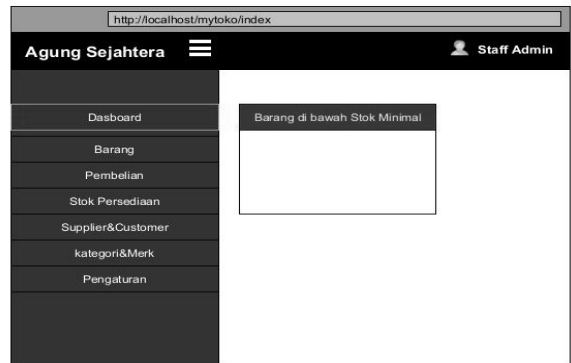 http://localhost/mytoko/index
Agung Sejahtera
Staff Admin
Dasboard
Barang
Pembelian
Stok Persediaan
Supplier&Customer
kategori&Merk
Pengaturan
Barang di bawah Stok Minimal